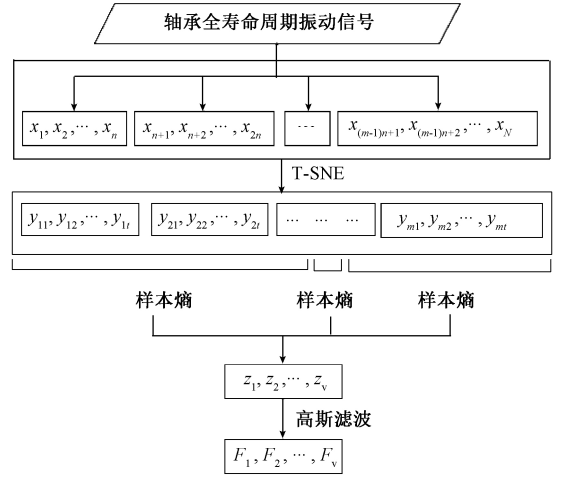 轴承全寿命周期振动信号
x1, x2 ,···, xn xn+1, xn+2 ,···, x2n --- x(m-1)n+1, x(m-1)n+2 ,···, xN
T-SNE
y11, y12 ,···, y1t y21, y22 ,···, y2t ··· ··· ··· ym1, ym2 ,···, ymt
样本熵 样本熵 样本熵
z1, z2 ,···, zv
高斯滤波
F1, F2, ···, Fv